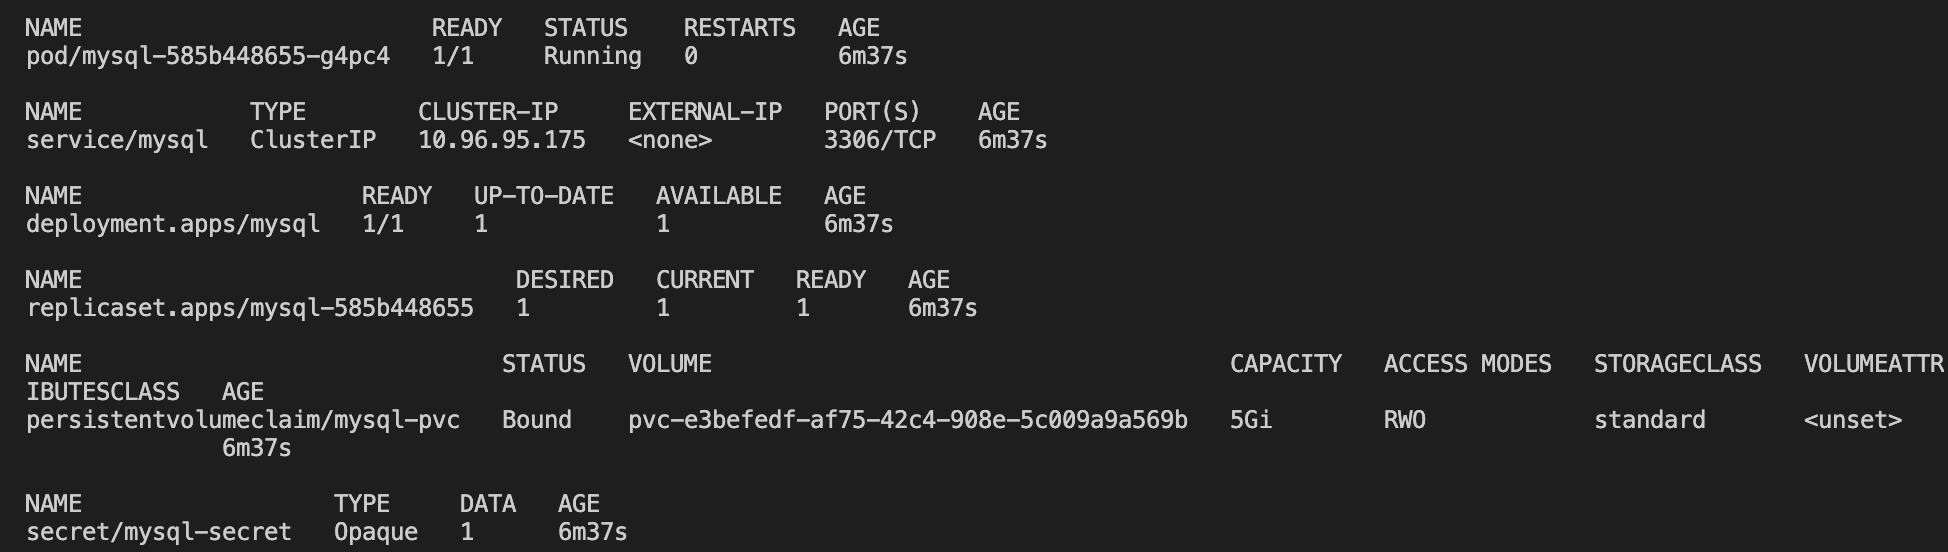 NAME                         READY   STATUS    RESTARTS   AGE
pod/mysql-585b448655-g4pc4   1/1     Running   0          6m37s

NAME            TYPE        CLUSTER-IP     EXTERNAL-IP   PORT(S)    AGE
service/mysql   ClusterIP   10.96.95.175   <none>        3306/TCP   6m37s

NAME                    READY   UP-TO-DATE   AVAILABLE   AGE
deployment.apps/mysql   1/1     1            1           6m37s

NAME                               DESIRED   CURRENT   READY   AGE
replicaset.apps/mysql-585b448655   1         1         1       6m37s

NAME                              STATUS   VOLUME                                     CAPACITY   ACCESS MODES   STORAGECLASS   VOLUMEATTR
IBUTESCLASS   AGE
persistentvolumeclaim/mysql-pvc   Bound    pvc-e3befedf-af75-42c4-908e-5c009a9a569b   5Gi        RWO            standard       <unset>
              6m37s

NAME                  TYPE     DATA   AGE
secret/mysql-secret   Opaque   1      6m37s